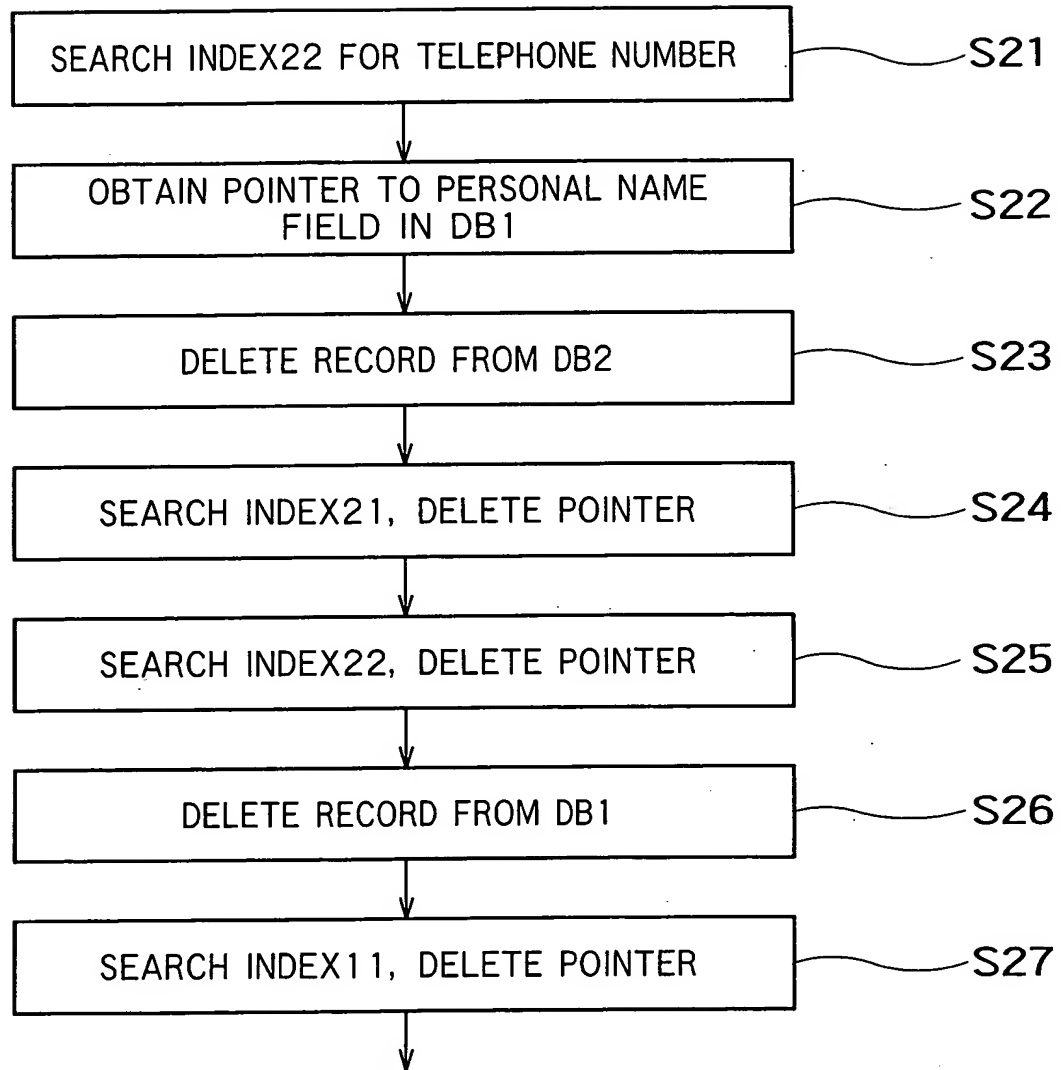 SEARCH INDEX22 FOR TELEPHONE NUMBER
S21
OBTAIN POINTER TO PERSONAL NAME
FIELD IN DB1
S22
DELETE RECORD FROM DB2
S23
SEARCH INDEX21, DELETE POINTER
S24
SEARCH INDEX22, DELETE POINTER
S25
DELETE RECORD FROM DB1
S26
SEARCH INDEX11, DELETE POINTER
S27